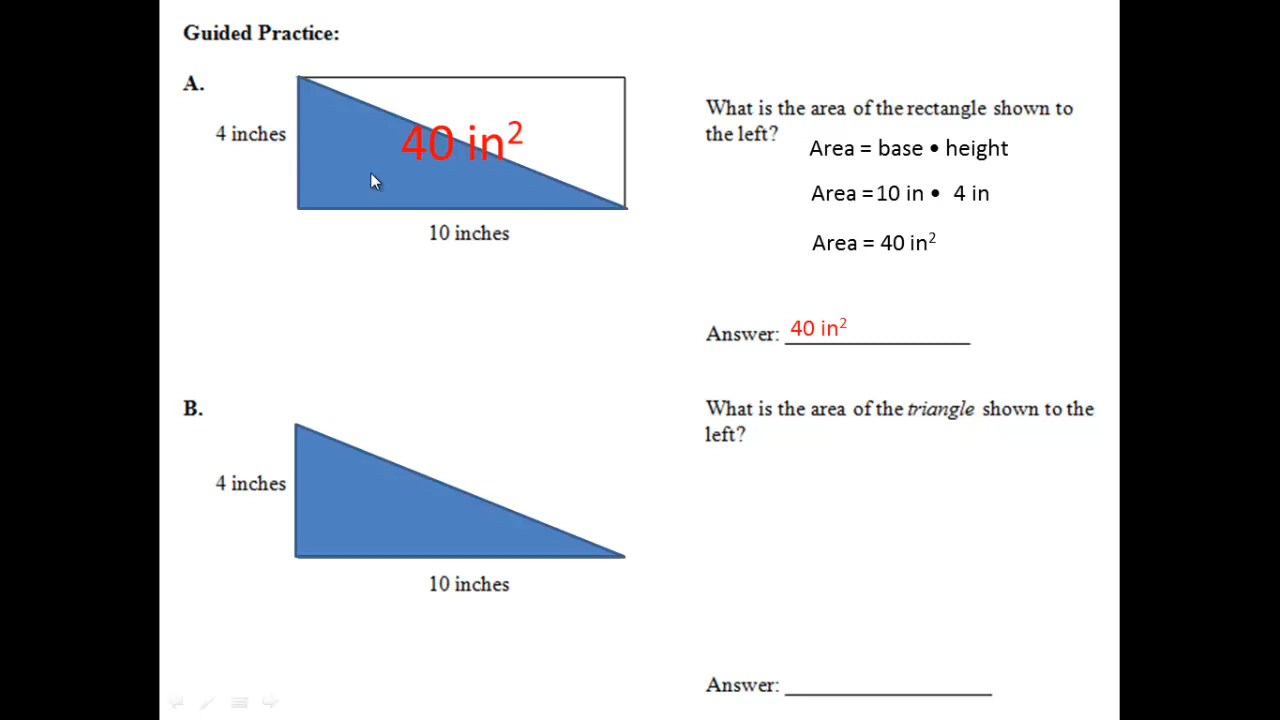 Guided Practice:
A.
4 inches
40 in²
10 inches
What is the area of the rectangle shown to
the left?
Area = base • height
Area =10 in • 4 in
Area = 40 in²
Answer: 40 in²
B.
4 inches
10 inches
What is the area of the triangle shown to the
left?
Answer: ____________________